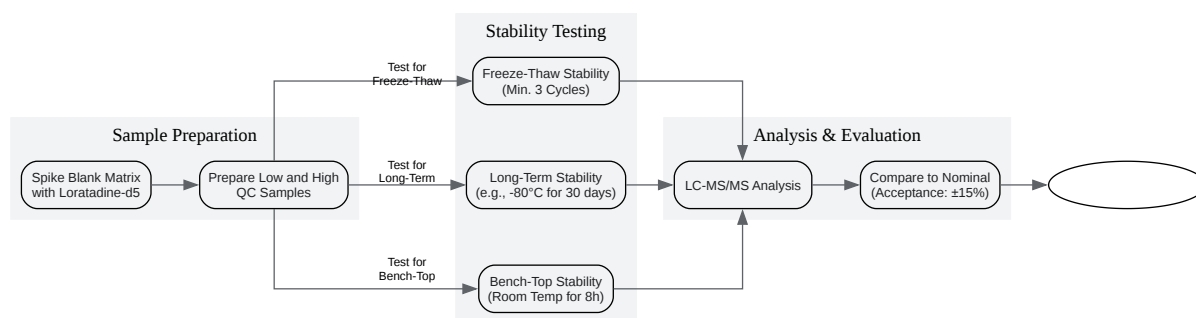 Sample Preparation
Spike Blank Matrix
with Loratadine-d5
Prepare Low and High
QC Samples
Test for
Freeze-Thaw
Test for
Long-Term
Test for
Bench-Top
Stability Testing
Freeze-Thaw Stability
(Min. 3 Cycles)
Long-Term Stability
(e.g., -80°C for 30 days)
Bench-Top Stability
(Room Temp for 8h)
Analysis & Evaluation
LC-MS/MS Analysis
Compare to Nominal
(Acceptance: ±15%)